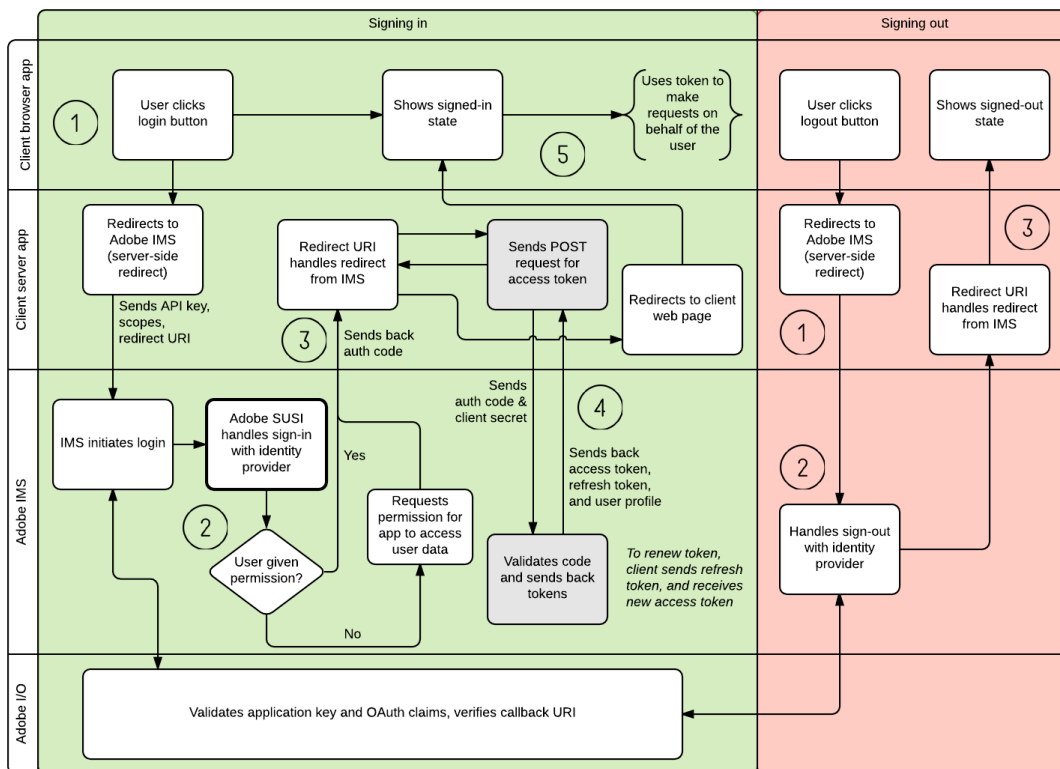 Signing in
Signing out
Client browser app
1
User clicks
login button
Shows signed-in
state
5
Uses token to
make
requests on
behalf of the
user
User clicks
logout button
Shows signed-out
state
Client server app
Redirects to
Adobe IMS
(server-side
redirect)
Sends API key,
scopes,
redirect URI
Redirect URI
handles redirect
from IMS
3
Sends back
auth code
Sends POST
request for
access token
Redirects to client
web page
Redirects to
Adobe IMS
(server-side
redirect)
1
3
Redirect URI
handles redirect
from IMS
Adobe IMS
IMS initiates login
Adobe SUSI
handles sign-in
with identity
provider
2
User given
permission?
Yes
No
Requests
permission for
app to access
user data
Sends
auth code &
client secret
4
Sends back
access token,
refresh token,
and user profile
Validates code
and sends back
tokens
To renew token,
client sends refresh
token, and receives
new access token
2
Handles sign-out
with identity
provider
Adobe I/O
Validates application key and OAuth claims, verifies callback URI